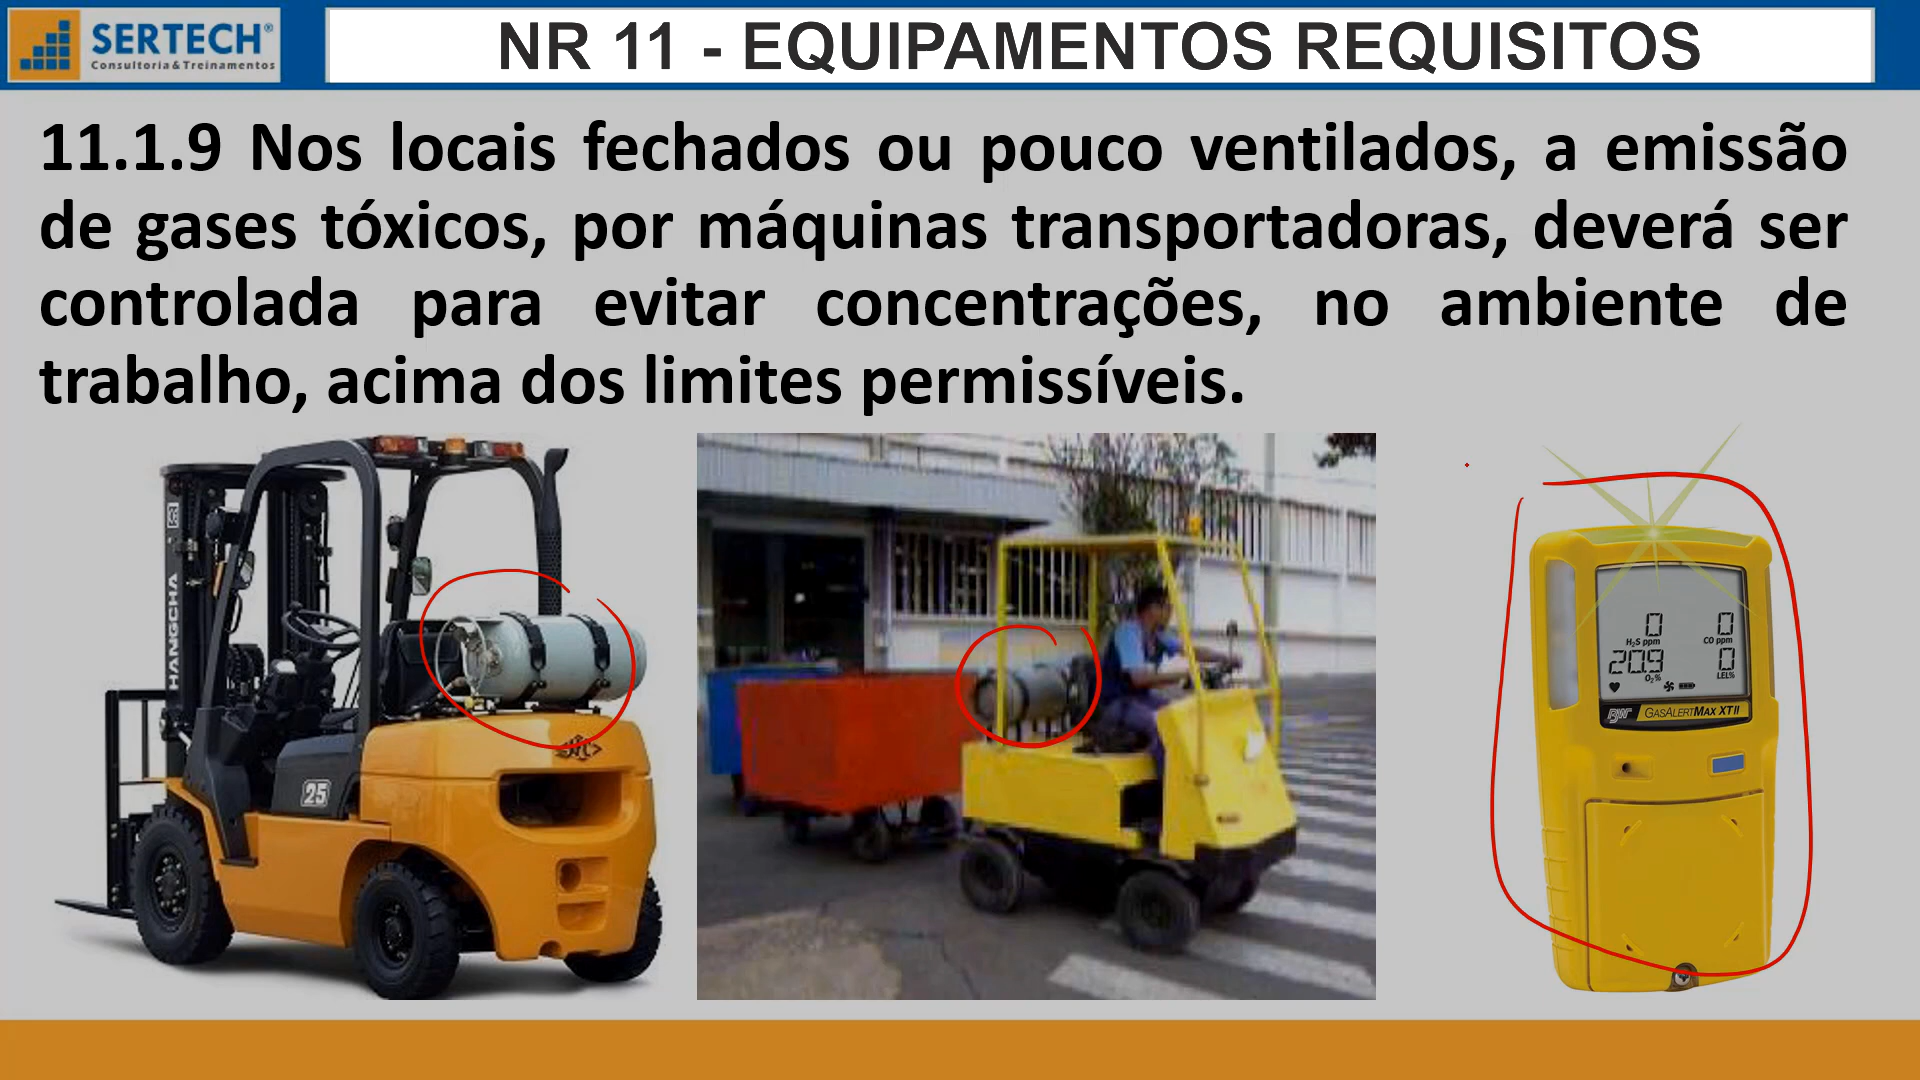 SERTECH®
Consultoria & Treinamentos
NR 11 - EQUIPAMENTOS REQUISITOS
11.1.9 Nos locais fechados ou pouco ventilados, a emissão
de gases tóxicos, por máquinas transportadoras, deverá ser
controlada para evitar concentrações, no ambiente de
trabalho, acima dos limites permissíveis.
HANGCHA
25
0 0
H₂S ppm CO ppm
209 0
O₂% LEL%
BW GASALERTMAX XT II